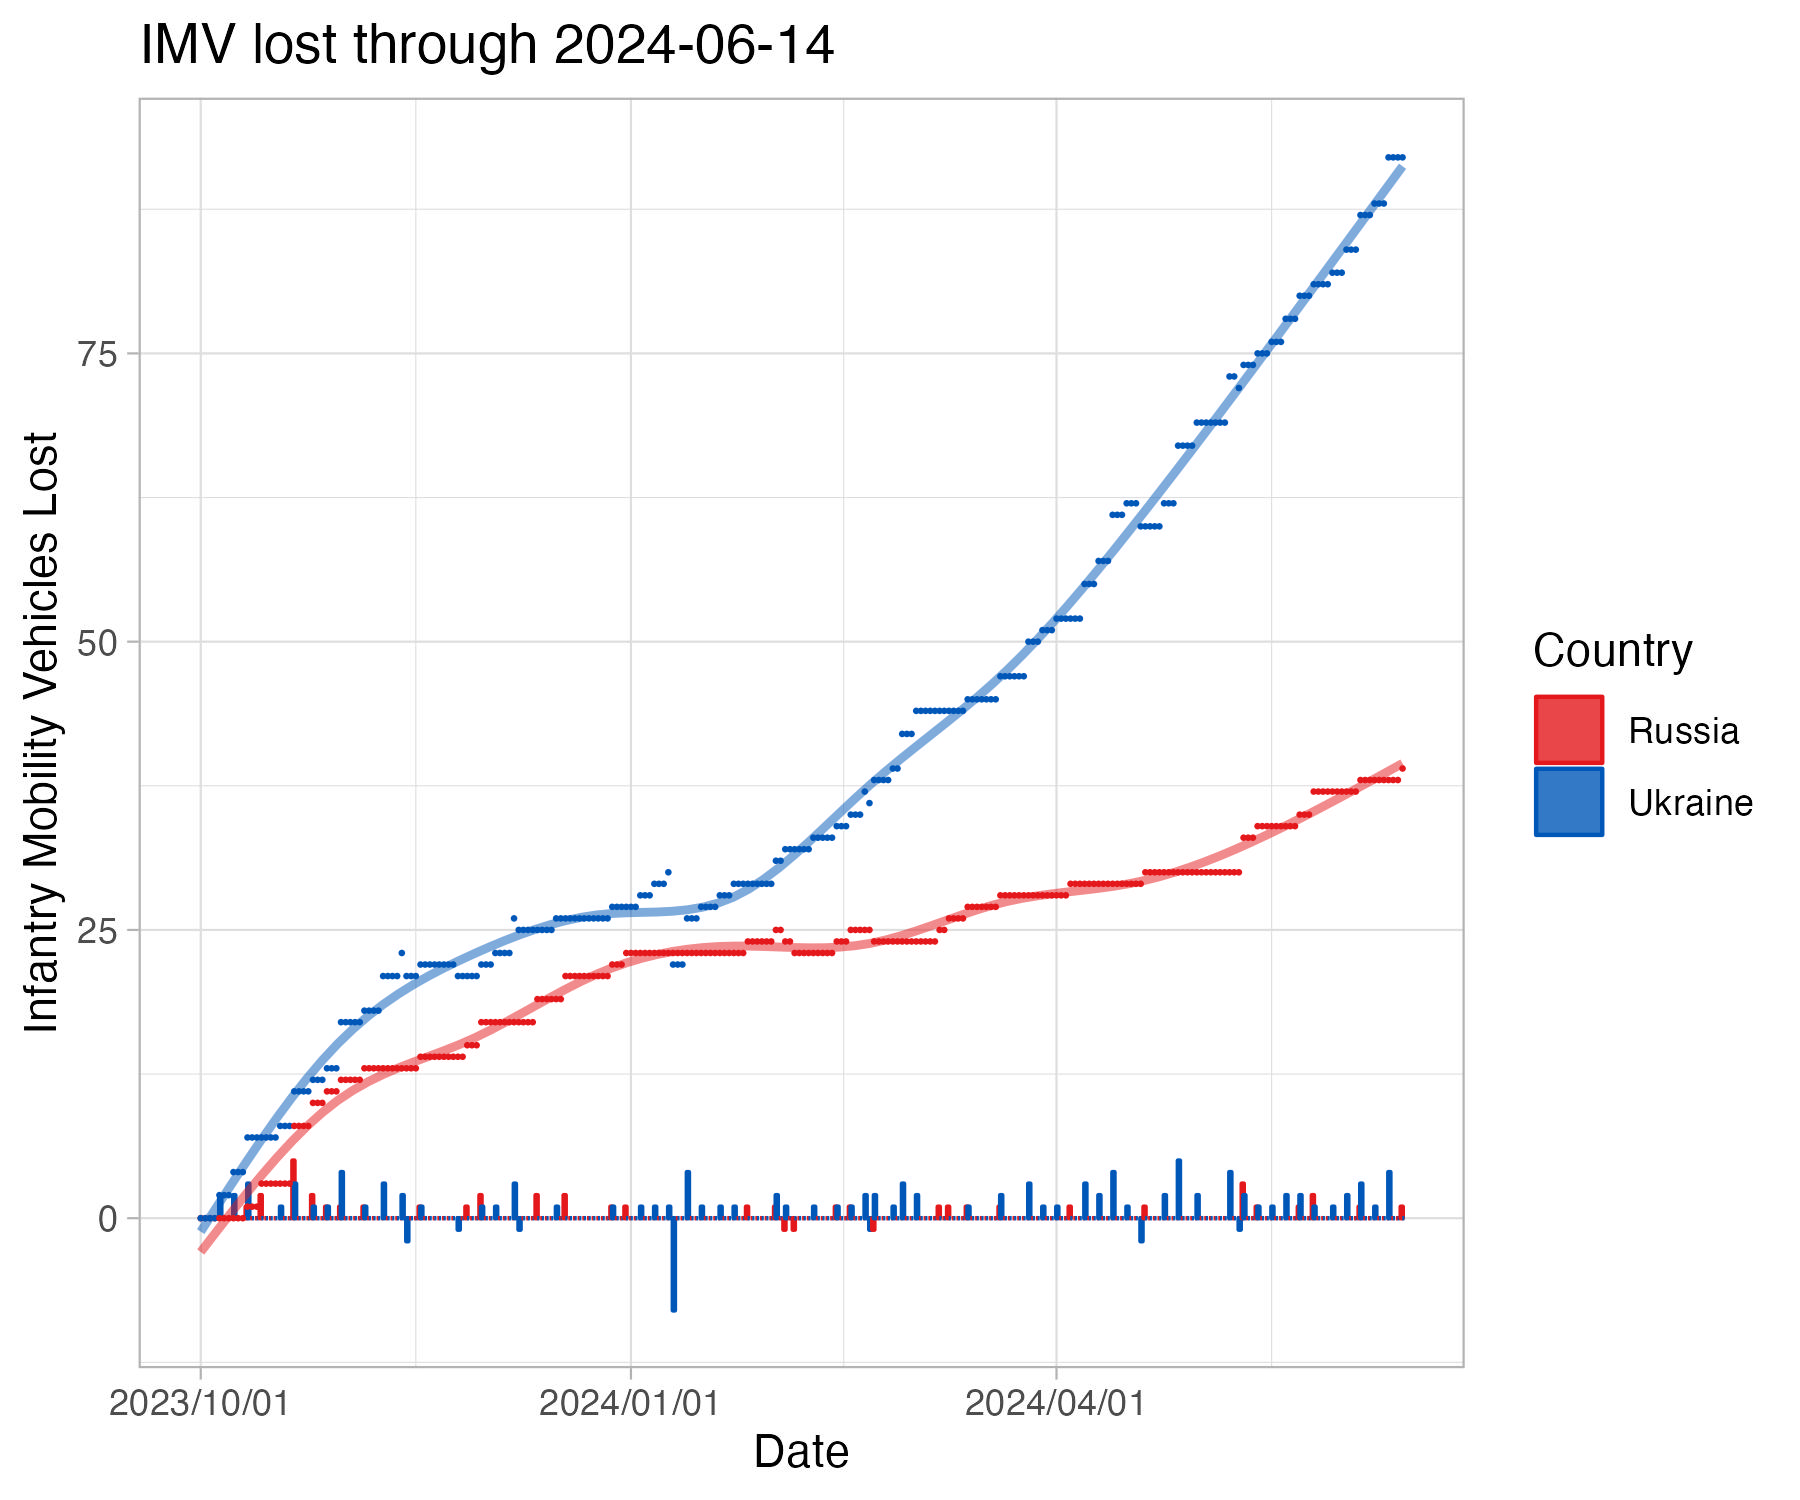 IMV lost through 2024-06-14
Infantry Mobility Vehicles Lost
75
50
25
0
2023/10/01
2024/01/01
2024/04/01
Date
Country
Russia
Ukraine